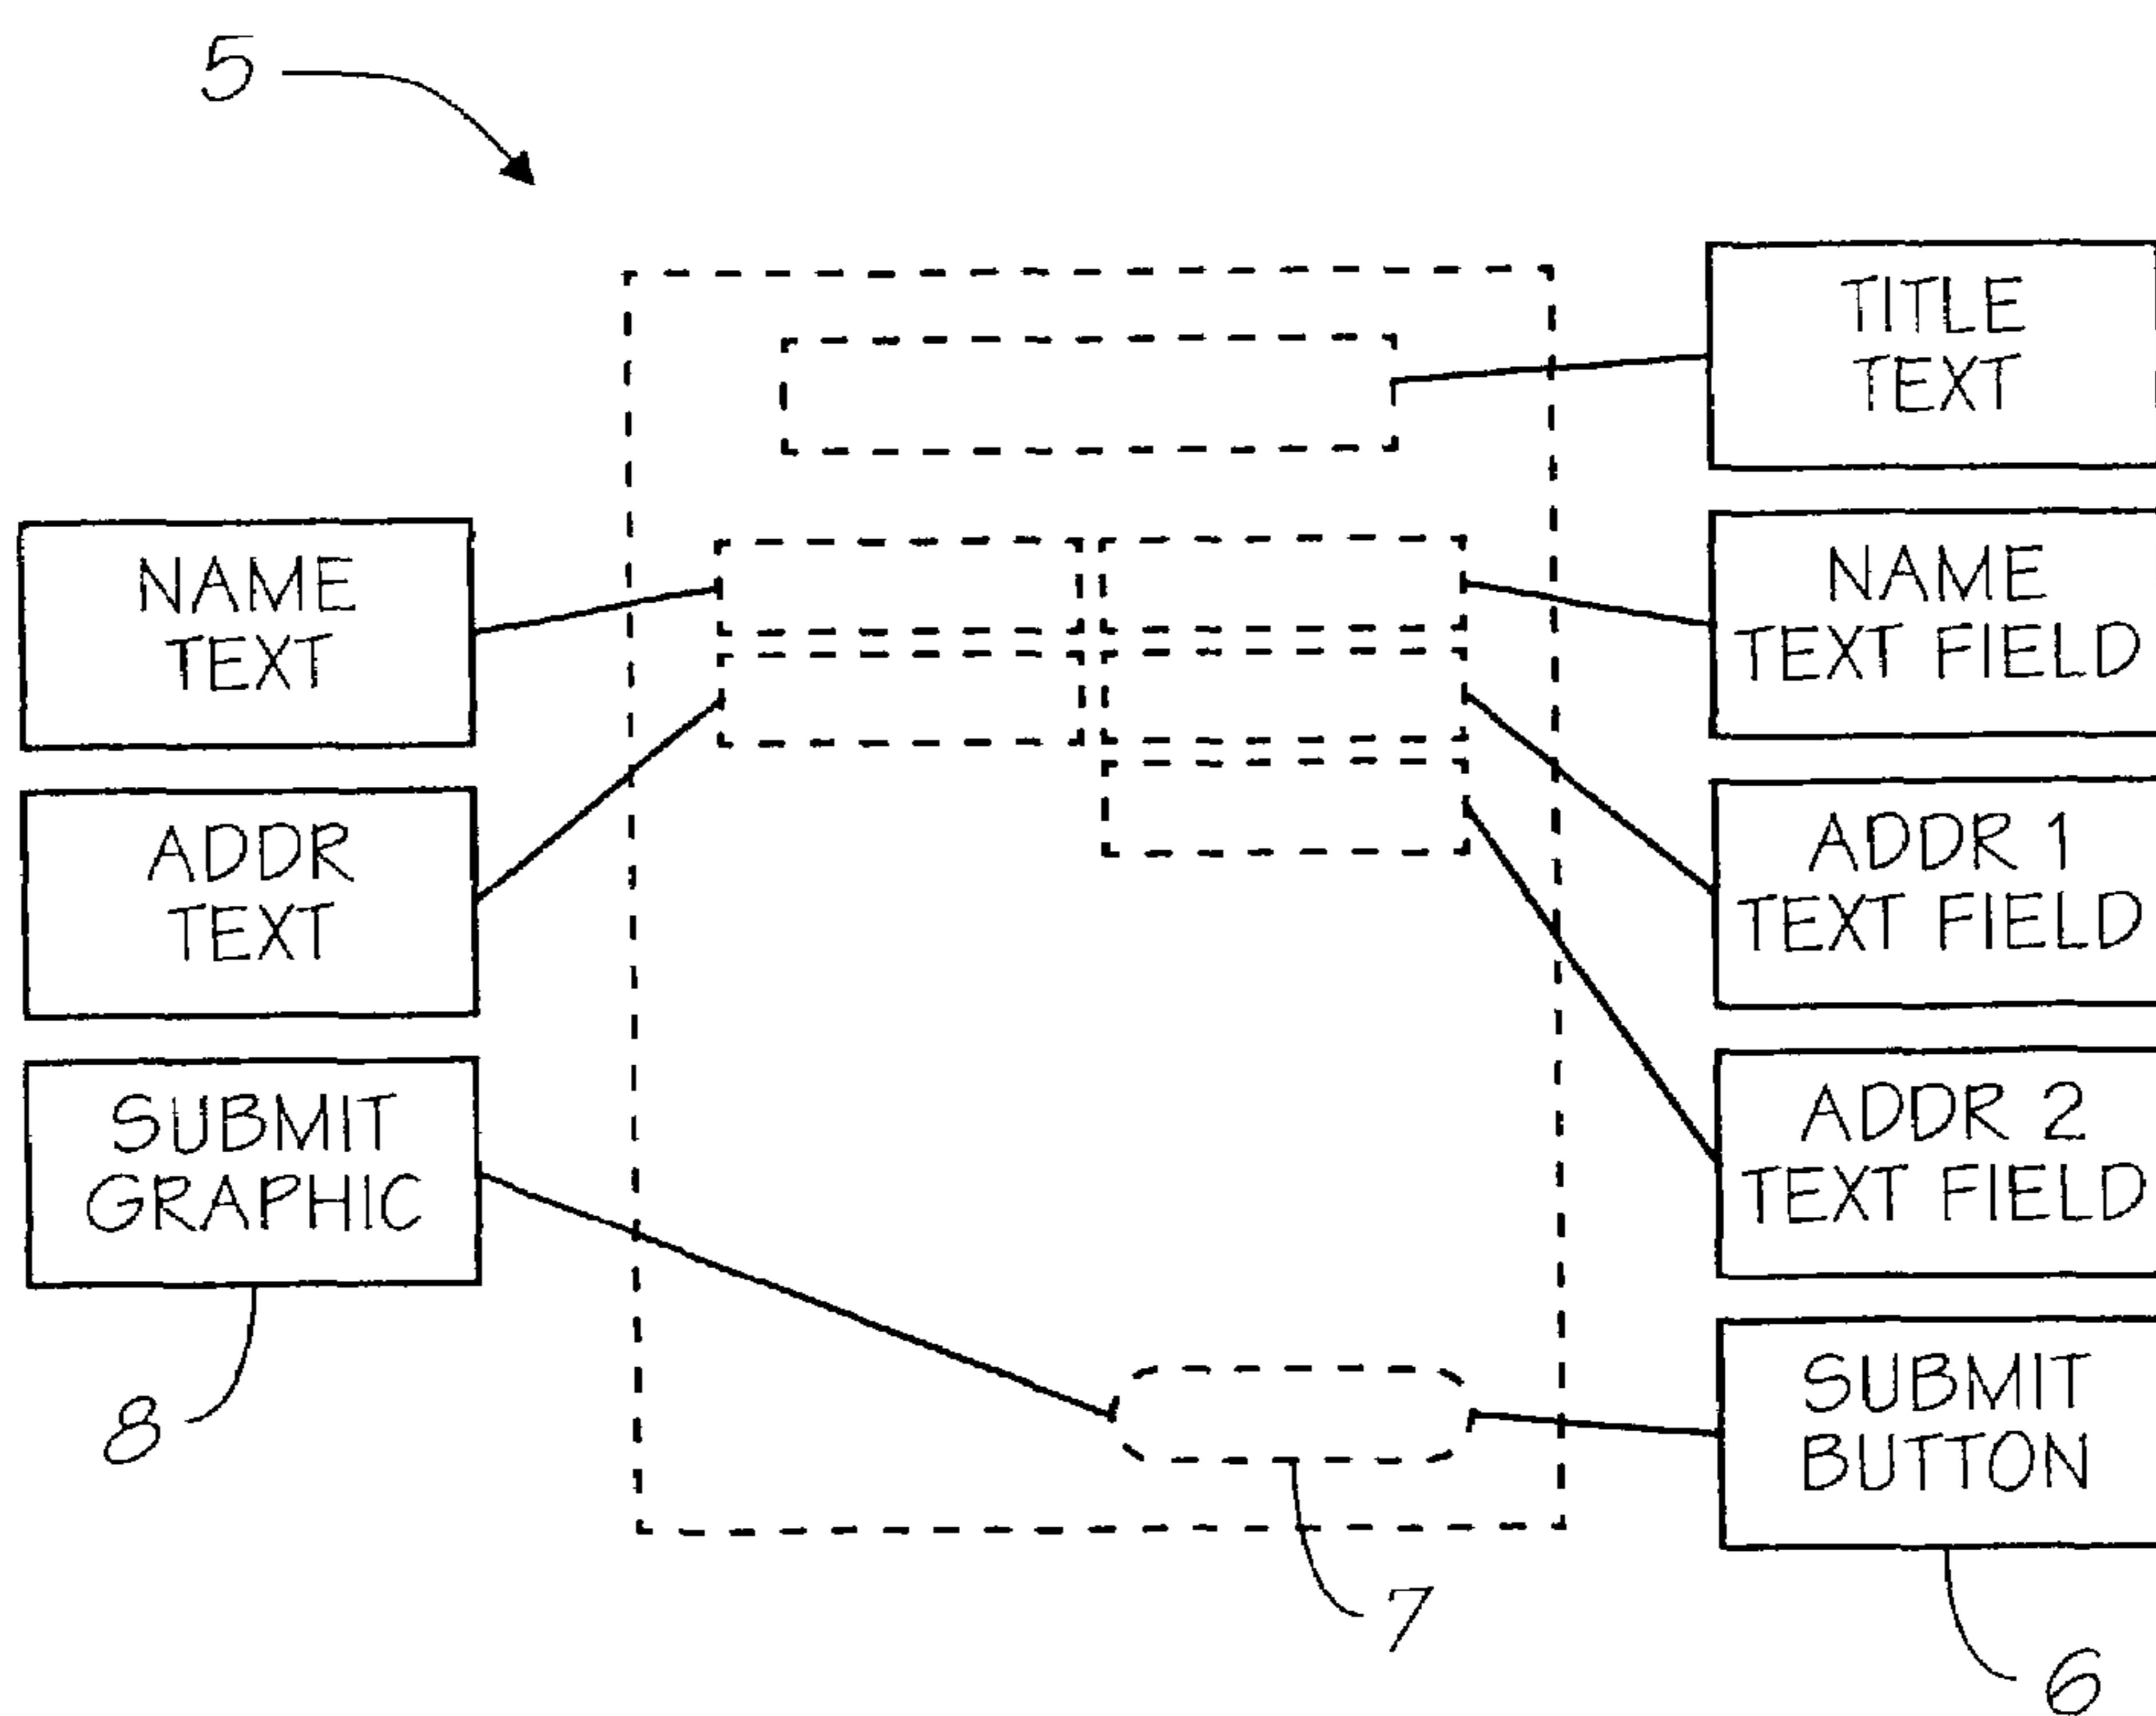 5
TITLE
TEXT
NAME
TEXT
NAME
TEXT FIELD
ADDR
TEXT
ADDR 1
TEXT FIELD
SUBMIT
GRAPHIC
ADDR 2
TEXT FIELD
8
SUBMIT
BUTTON
7
6